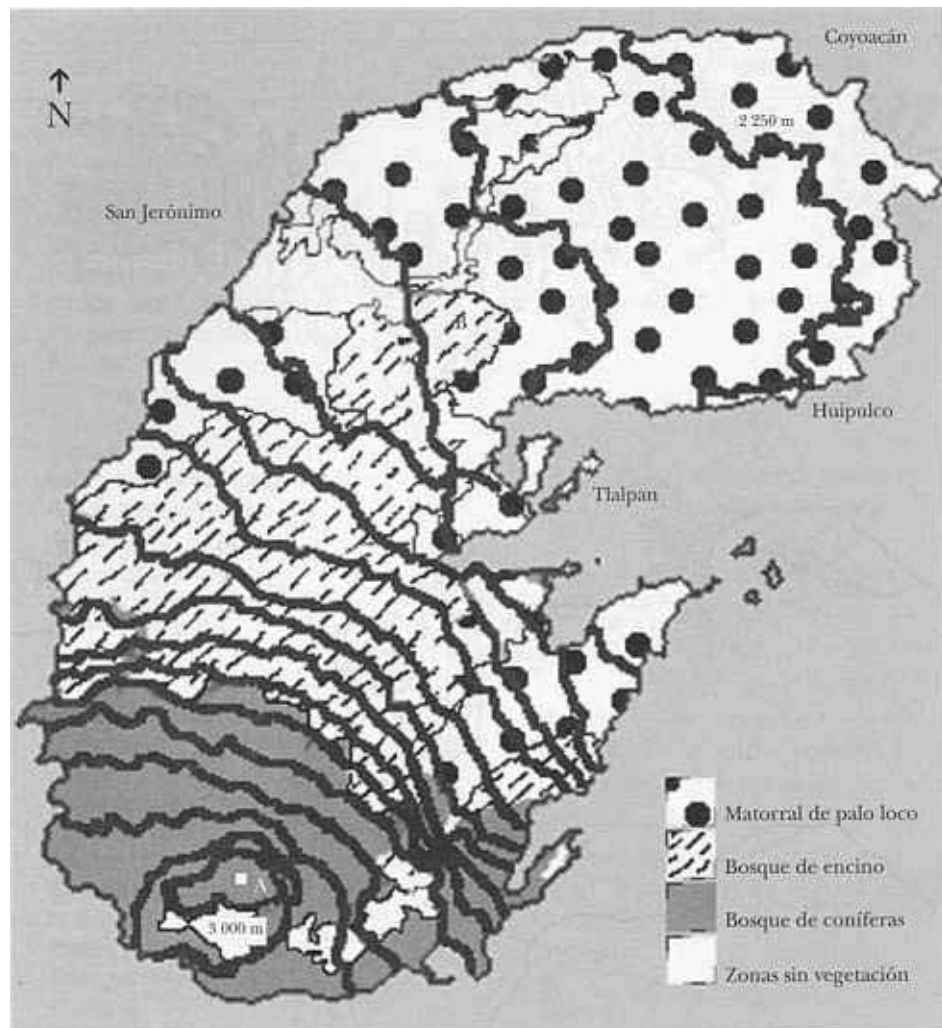 Coyoacán
N
2 250 m
San Jerónimo
B
Huipulco
Tlalpan
Matorral de palo loco
Bosque de encino
A
Bosque de coníferas
3 000 m
Zonas sin vegetación